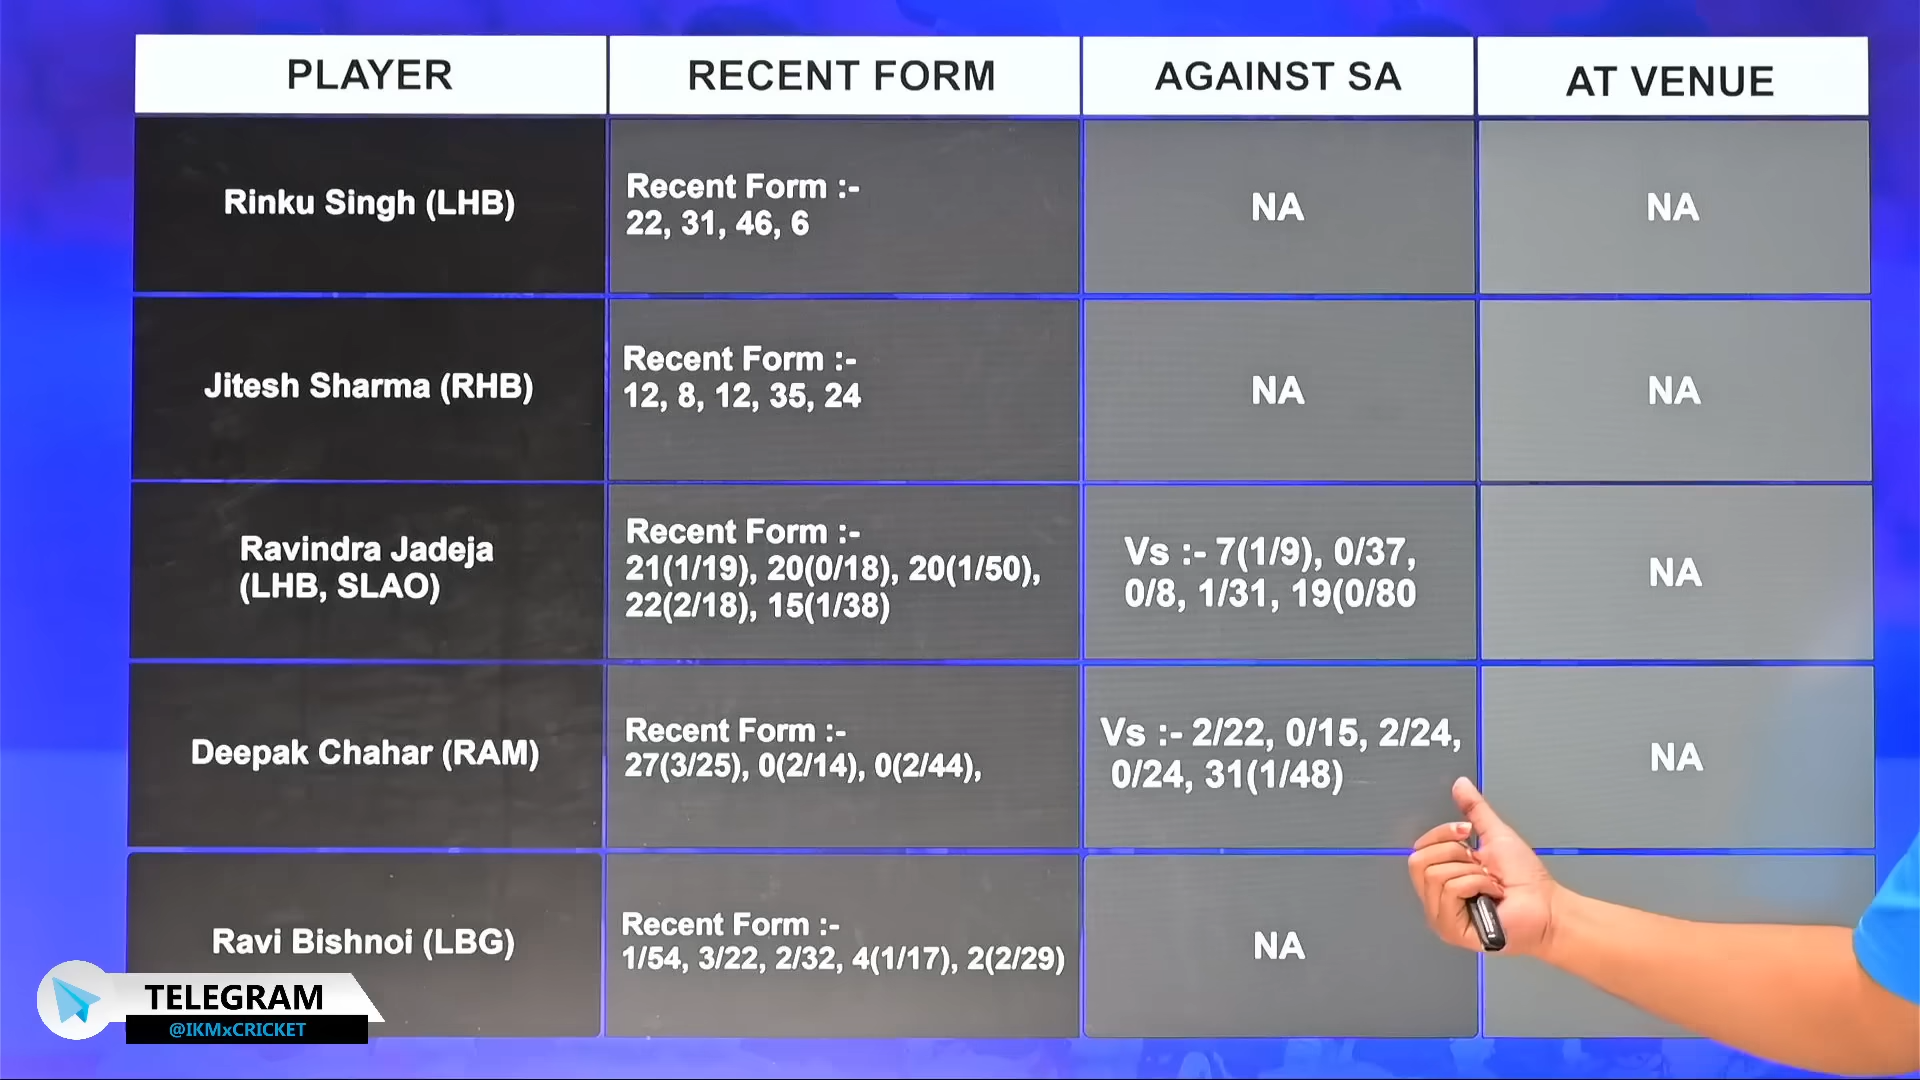 PLAYER
RECENT FORM
AGAINST SA
AT VENUE
Rinku Singh (LHB)
Recent Form :-
22, 31, 46, 6
NA
NA
Jitesh Sharma (RHB)
Recent Form :-
12, 8, 12, 35, 24
NA
NA
Ravindra Jadeja
(LHB, SLAO)
Recent Form :-
21(1/19), 20(0/18), 20(1/50),
22(2/18), 15(1/38)
Vs :- 7(1/9), 0/37,
0/8, 1/31, 19(0/80
NA
Deepak Chahar (RAM)
Recent Form :-
27(3/25), 0(2/14), 0(2/44),
Vs :- 2/22, 0/15, 2/24,
0/24, 31(1/48)
NA
Ravi Bishnoi (LBG)
Recent Form :-
1/54, 3/22, 2/32, 4(1/17), 2(2/29)
NA
TELEGRAM
@IKMxCRICKET